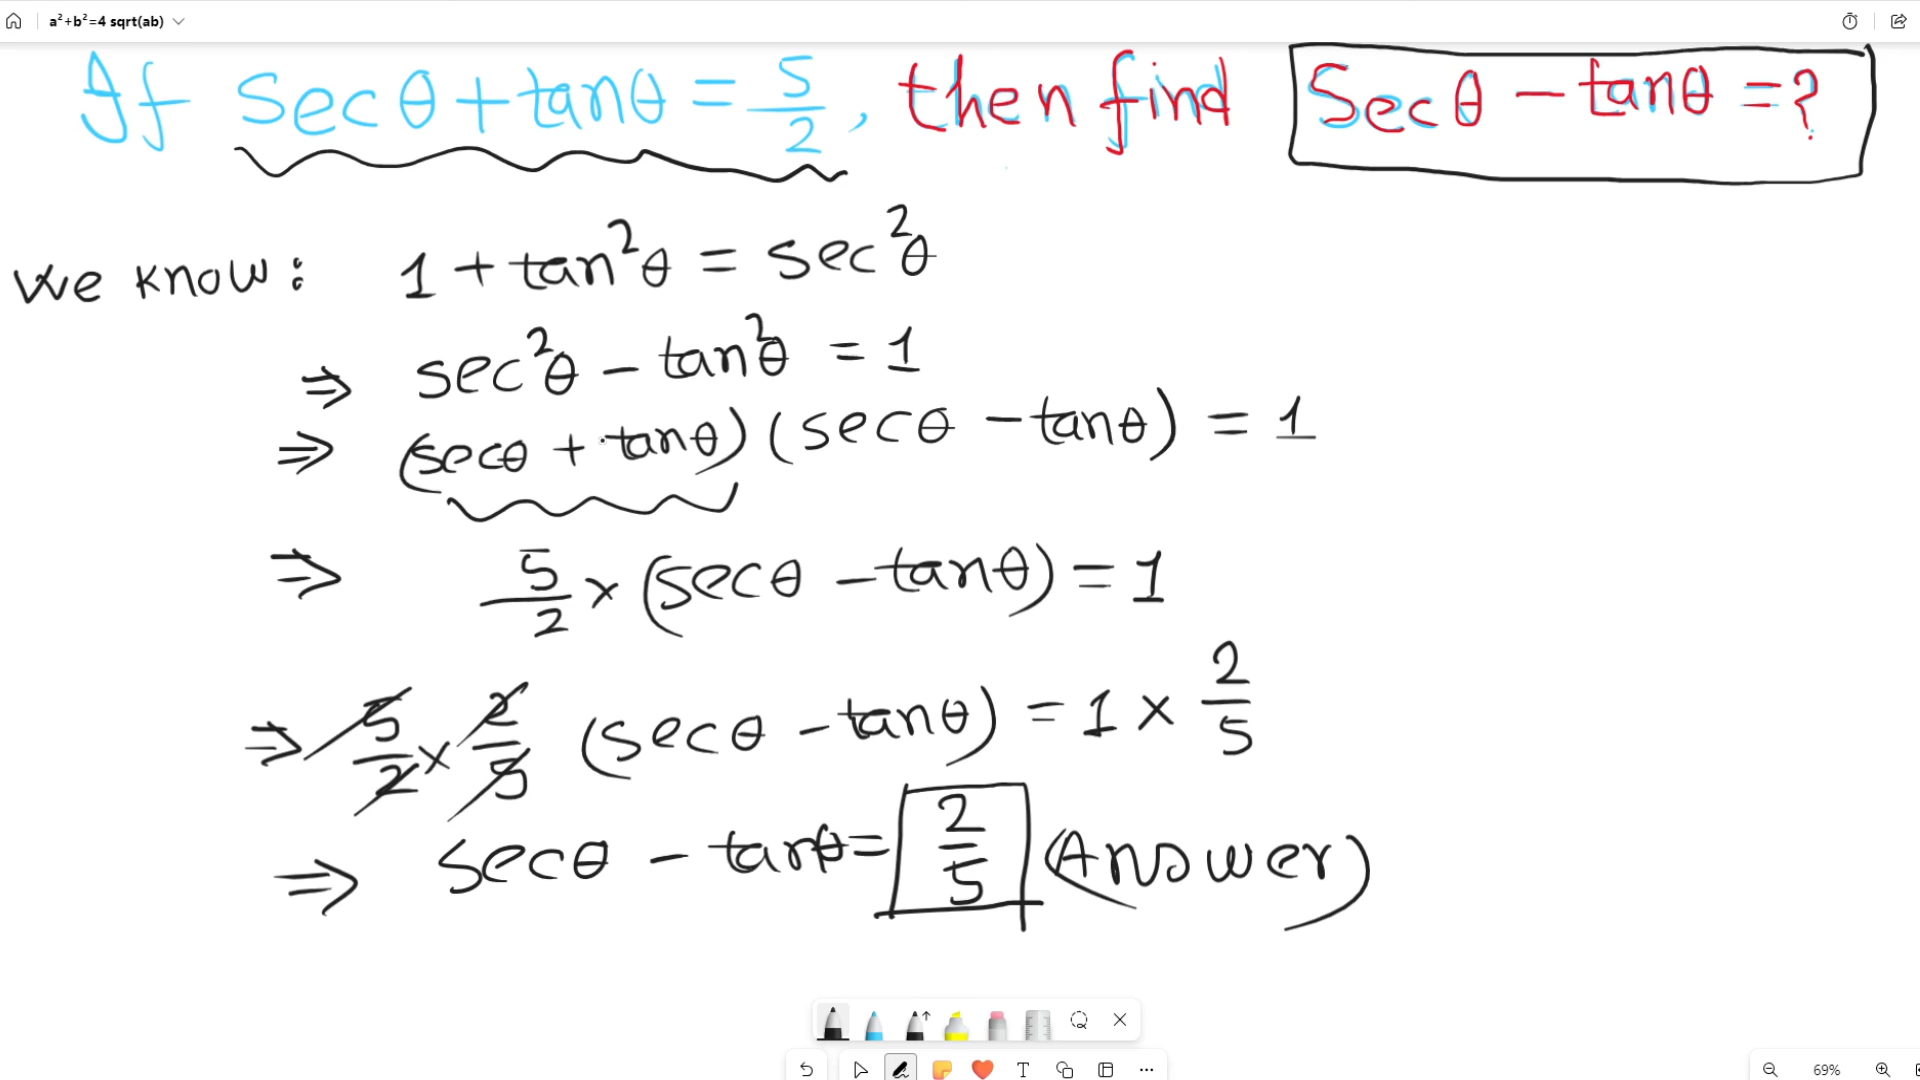 a²+b²=4 sqrt(ab)
If secθ + tanθ = 5/2, then find Secθ - tanθ = ?
We know: 1 + tan²θ = sec²θ
⇒ sec²θ - tan²θ = 1
⇒ (secθ + tanθ) (secθ - tanθ) = 1
⇒ 5/2 × (secθ - tanθ) = 1
⇒ 5/2 × 2/5 (secθ - tanθ) = 1 × 2/5
⇒ secθ - tanθ = 2/5 (Answer)
T
69%